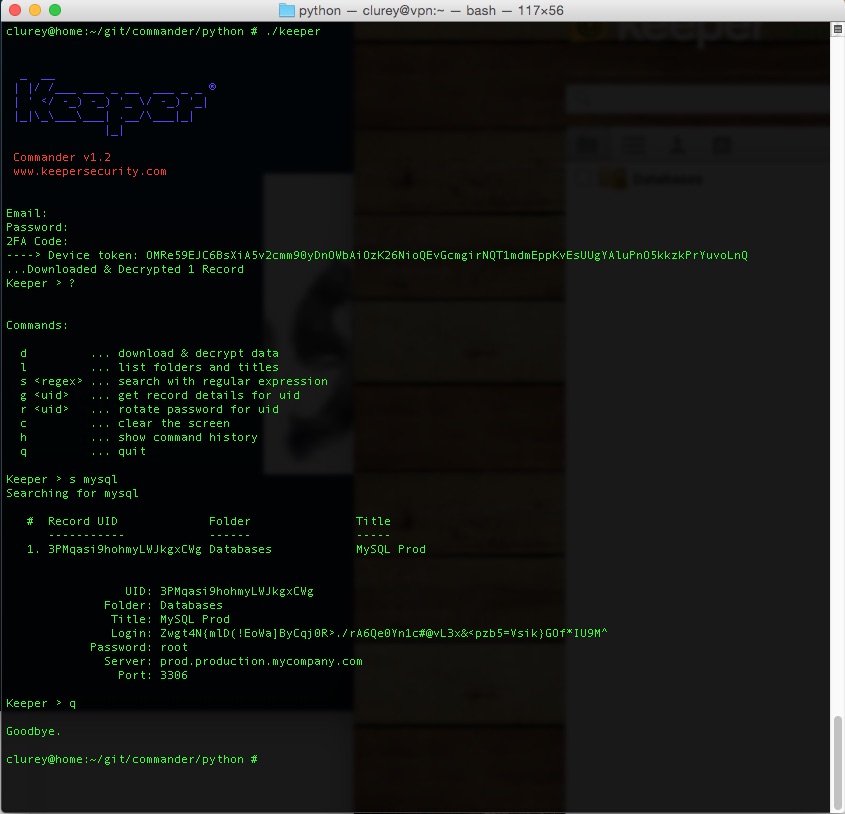 python — clurey@vpn:~ — bash — 117×56
Keeper
clurey@home:~/git/commander/python # ./keeper
Keeper ®
Commander v1.2
www.keepersecurity.com
Email:
Password:
2FA Code:
----> Device token: OMRe59EJC6BsXiA5v2cmm90yDnOWbAiOzK26NioQEvGcmgirNQT1mdmEppKvEsUUgYAluPnO5kkzkPrYuvoLnQ
...Downloaded & Decrypted 1 Record
Keeper > ?
Commands:
d ... download & decrypt data
l ... list folders and titles
s <regex> ... search with regular expression
g <uid> ... get record details for uid
r <uid> ... rotate password for uid
c ... clear the screen
h ... show command history
q ... quit
Databases
Keeper > s mysql
Searching for mysql
# Record UID Folder Title
----------- ------ -----
1. 3PMqasi9hohmyLWJkgxCWg Databases MySQL Prod
UID: 3PMqasi9hohmyLWJkgxCWg
Folder: Databases
Title: MySQL Prod
Login: Zwgt4N{mlD(!EoWa]ByCqj0R>./rA6Qe0Yn1c#@vL3x&<pzb5=Vsik}GOf*IU9M^
Password: root
Server: prod.production.mycompany.com
Port: 3306
Keeper > q
Goodbye.
clurey@home:~/git/commander/python #